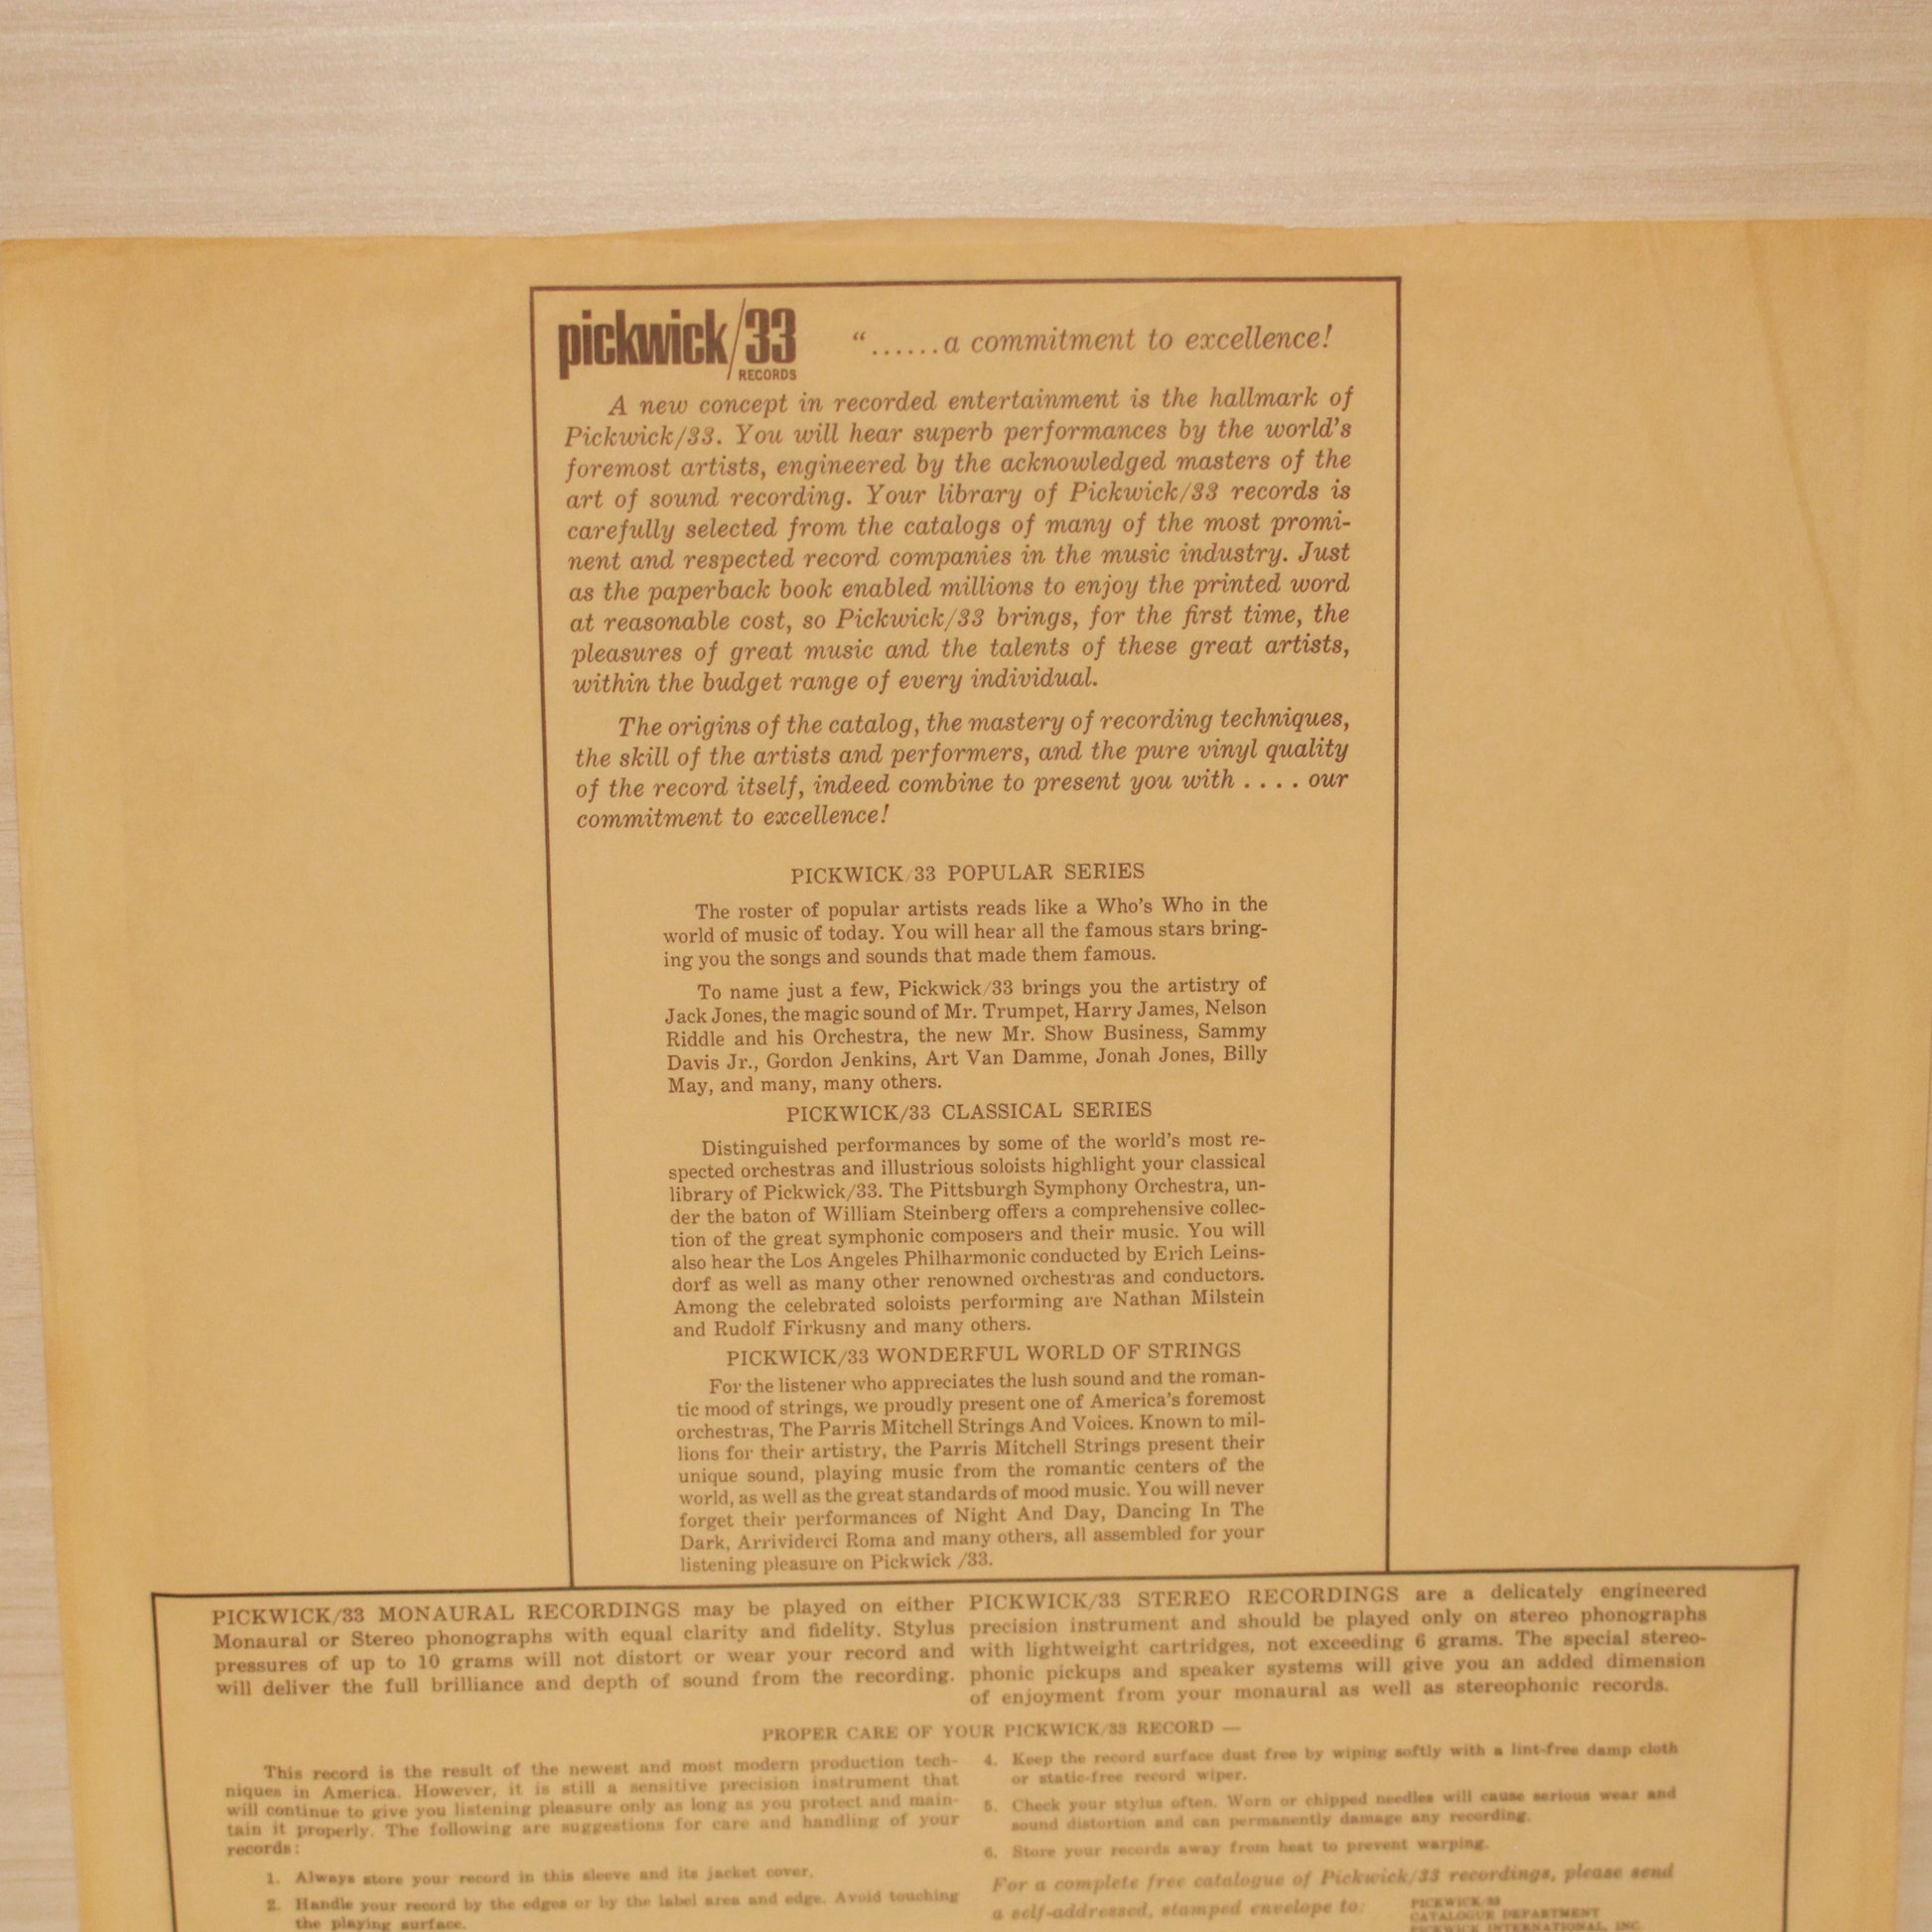 pickwick/33
RECORDS
“......a commitment to excellence!
A new concept in recorded entertainment is the hallmark of
Pickwick/33. You will hear superb performances by the world's
foremost artists, engineered by the acknowledged masters of the
art of sound recording. Your library of Pickwick/33 records is
carefully selected from the catalogs of many of the most promi-
nent and respected record companies in the music industry. Just
as the paperback book enabled millions to enjoy the printed word
at reasonable cost, so Pickwick/33 brings, for the first time, the
pleasures of great music and the talents of these great artists,
within the budget range of every individual.
The origins of the catalog, the mastery of recording techniques,
the skill of the artists and performers, and the pure vinyl quality
of the record itself, indeed combine to present you with . . . . our
commitment to excellence!
PICKWICK/33 POPULAR SERIES
The roster of popular artists reads like a Who's Who in the
world of music of today. You will hear all the famous stars bring-
ing you the songs and sounds that made them famous.
To name just a few, Pickwick/33 brings you the artistry of
Jack Jones, the magic sound of Mr. Trumpet, Harry James, Nelson
Riddle and his Orchestra, the new Mr. Show Business, Sammy
Davis Jr., Gordon Jenkins, Art Van Damme, Jonah Jones, Billy
May, and many, many others.
PICKWICK/33 CLASSICAL SERIES
Distinguished performances by some of the world's most re-
spected orchestras and illustrious soloists highlight your classical
library of Pickwick/33. The Pittsburgh Symphony Orchestra, un-
der the baton of William Steinberg offers a comprehensive collec-
tion of the great symphonic composers and their music. You will
also hear the Los Angeles Philharmonic conducted by Erich Leins-
dorf as well as many other renowned orchestras and conductors.
Among the celebrated soloists performing are Nathan Milstein
and Rudolf Firkusny and many others.
PICKWICK/33 WONDERFUL WORLD OF STRINGS
For the listener who appreciates the lush sound and the roman-
tic mood of strings, we proudly present one of America's foremost
orchestras, The Parris Mitchell Strings And Voices. Known to mil-
lions for their artistry, the Parris Mitchell Strings present their
unique sound, playing music from the romantic centers of the
world, as well as the great standards of mood music. You will never
forget their performances of Night And Day, Dancing In The
Dark, Arrividerci Roma and many others, all assembled for your
listening pleasure on Pickwick /33.
PICKWICK/33 MONAURAL RECORDINGS may be played on either
Monaural or Stereo phonographs with equal clarity and fidelity. Stylus
pressures of up to 10 grams will not distort or wear your record and
will deliver the full brilliance and depth of sound from the recording.
PICKWICK/33 STEREO RECORDINGS are a delicately engineered
precision instrument and should be played only on stereo phonographs
with lightweight cartridges, not exceeding 6 grams. The special stereo-
phonic pickups and speaker systems will give you an added dimension
of enjoyment from your monaural as well as stereophonic records.
PROPER CARE OF YOUR PICKWICK/33 RECORD —
This record is the result of the newest and most modern production tech-
niques in America. However, it is still a sensitive precision instrument that
will continue to give you listening pleasure only as long as you protect and main-
tain it properly. The following are suggestions for care and handling of your
records:
1. Always store your record in this sleeve and its jacket cover.
2. Handle your record by the edges or by the label area and edge. Avoid touching
the playing surface.
4. Keep the record surface dust free by wiping softly with a lint-free damp cloth
or static-free record wiper.
5. Check your stylus often. Worn or chipped needles will cause serious wear and
sound distortion and can permanently damage any recording.
6. Store your records away from heat to prevent warping.
For a complete free catalogue of Pickwick/33 recordings, please send
a self-addressed, stamped envelope to:
PICKWICK/33
CATALOGUE DEPARTMENT
PICKWICK INTERNATIONAL, INC.